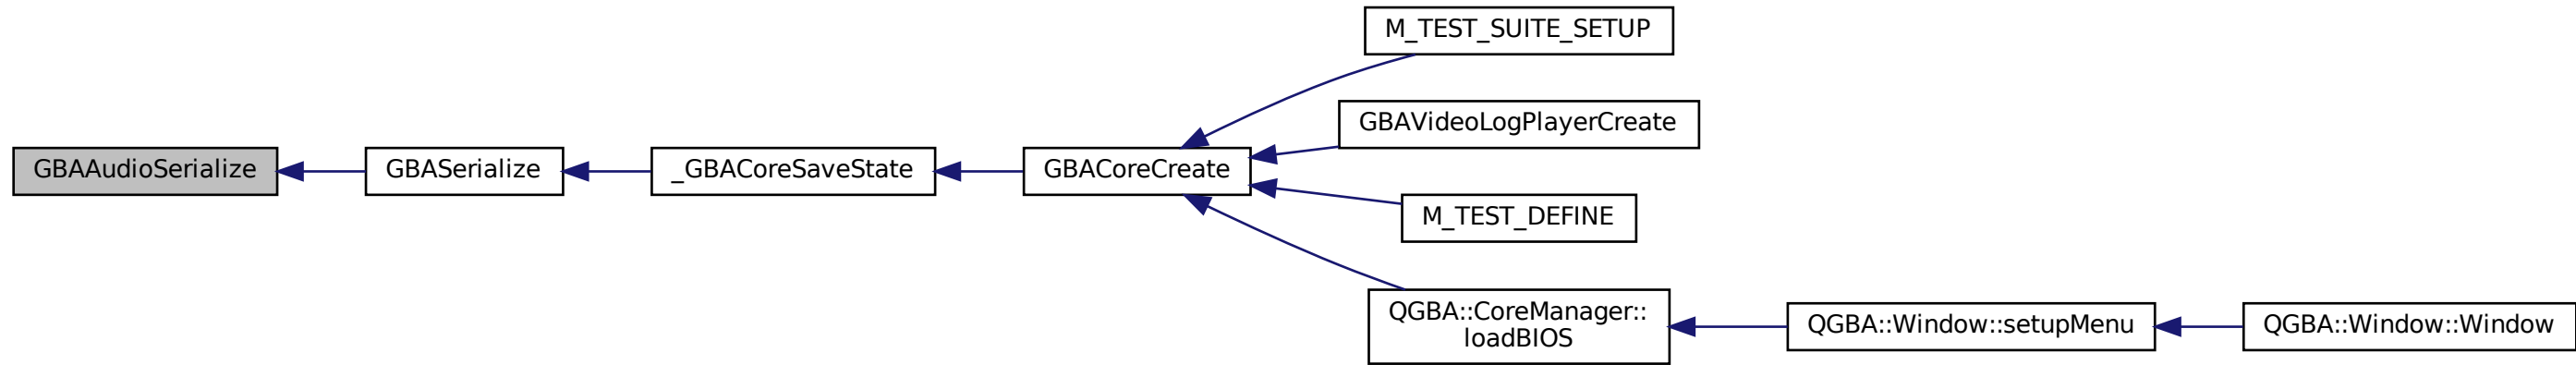 M_TEST_SUITE_SETUP
GBAVideoLogPlayerCreate
GBAAudioSerialize
GBASerialize
_GBACoreSaveState
GBACoreCreate
M_TEST_DEFINE
QGBA::CoreManager::
loadBIOS
QGBA::Window::setupMenu
QGBA::Window::Window